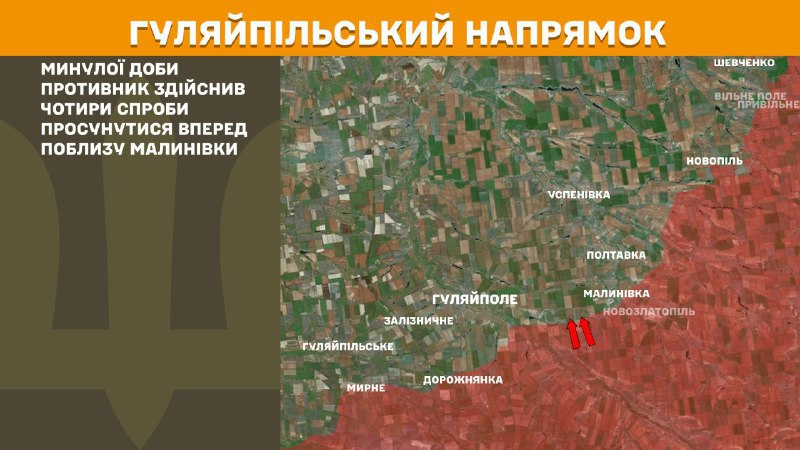 ГУЛЯЙПІЛЬСЬКИЙ НАПРЯМОК
МИНУЛОЇ ДОБИ
ПРОТИВНИК ЗДІЙСНИВ
ЧОТИРИ СПРОБИ
ПРОСУНУТИСЯ ВПЕРЕД
ПОБЛИЗУ МАЛИНІВКИ
ШЕВЧЕНКО
ВІЛЬНЕ ПОЛЕ
ПРИВІЛЬНЕ
НОВОПІЛЬ
УСПЕНІВКА
ПОЛТАВКА
МАЛИНІВКА
ГУЛЯЙПОЛЕ
НОВОЗЛАТОПІЛЬ
ЗАЛІЗНИЧНЕ
ГУЛЯЙПІЛЬСЬКЕ
ДОРОЖНЯНКА
МИРНЕ